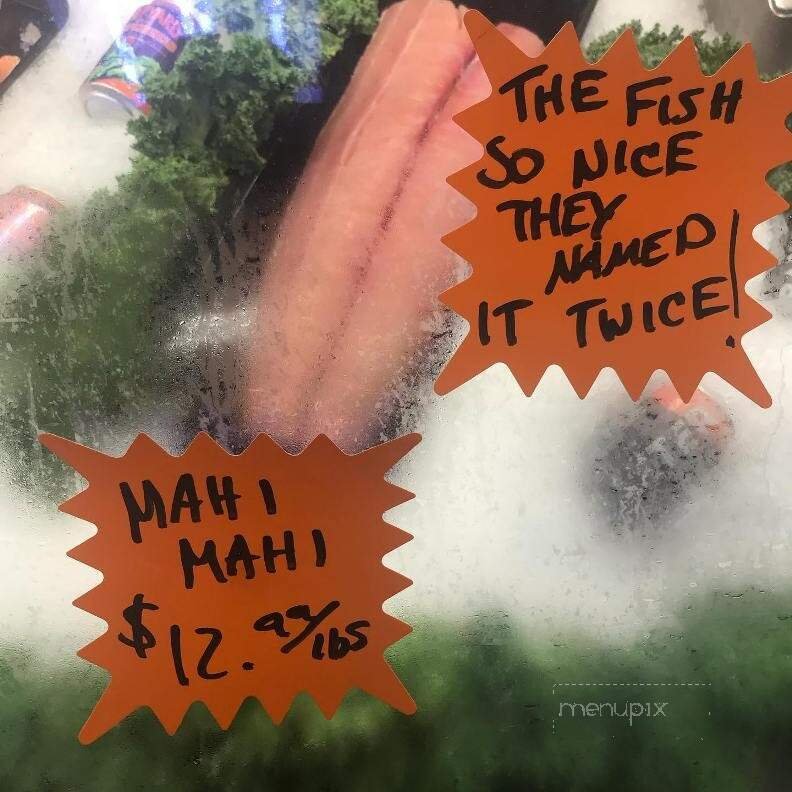 THE FISH
SO NICE
THEY
NAMED
IT TWICE!
MAHI
MAHI
$12.99/lbs
menupix